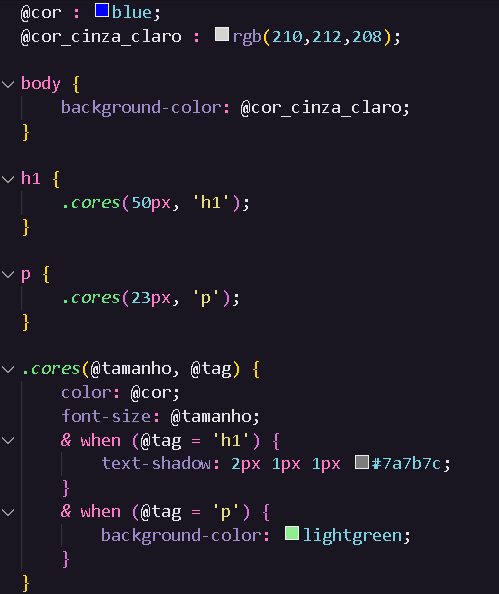 @cor : blue;
@cor_cinza_claro : rgb(210,212,208);
body {
    background-color: @cor_cinza_claro;
}
h1 {
    .cores(50px, 'h1');
}
p {
    .cores(23px, 'p');
}
.cores(@tamanho, @tag) {
    color: @cor;
    font-size: @tamanho;
    & when (@tag = 'h1') {
        text-shadow: 2px 1px 1px #7a7b7c;
    }
    & when (@tag = 'p') {
        background-color: lightgreen;
    }
}